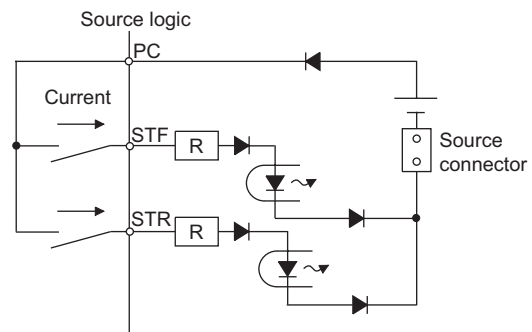 Source logic
PC
Current
STF
R
Source
connector
STR
R